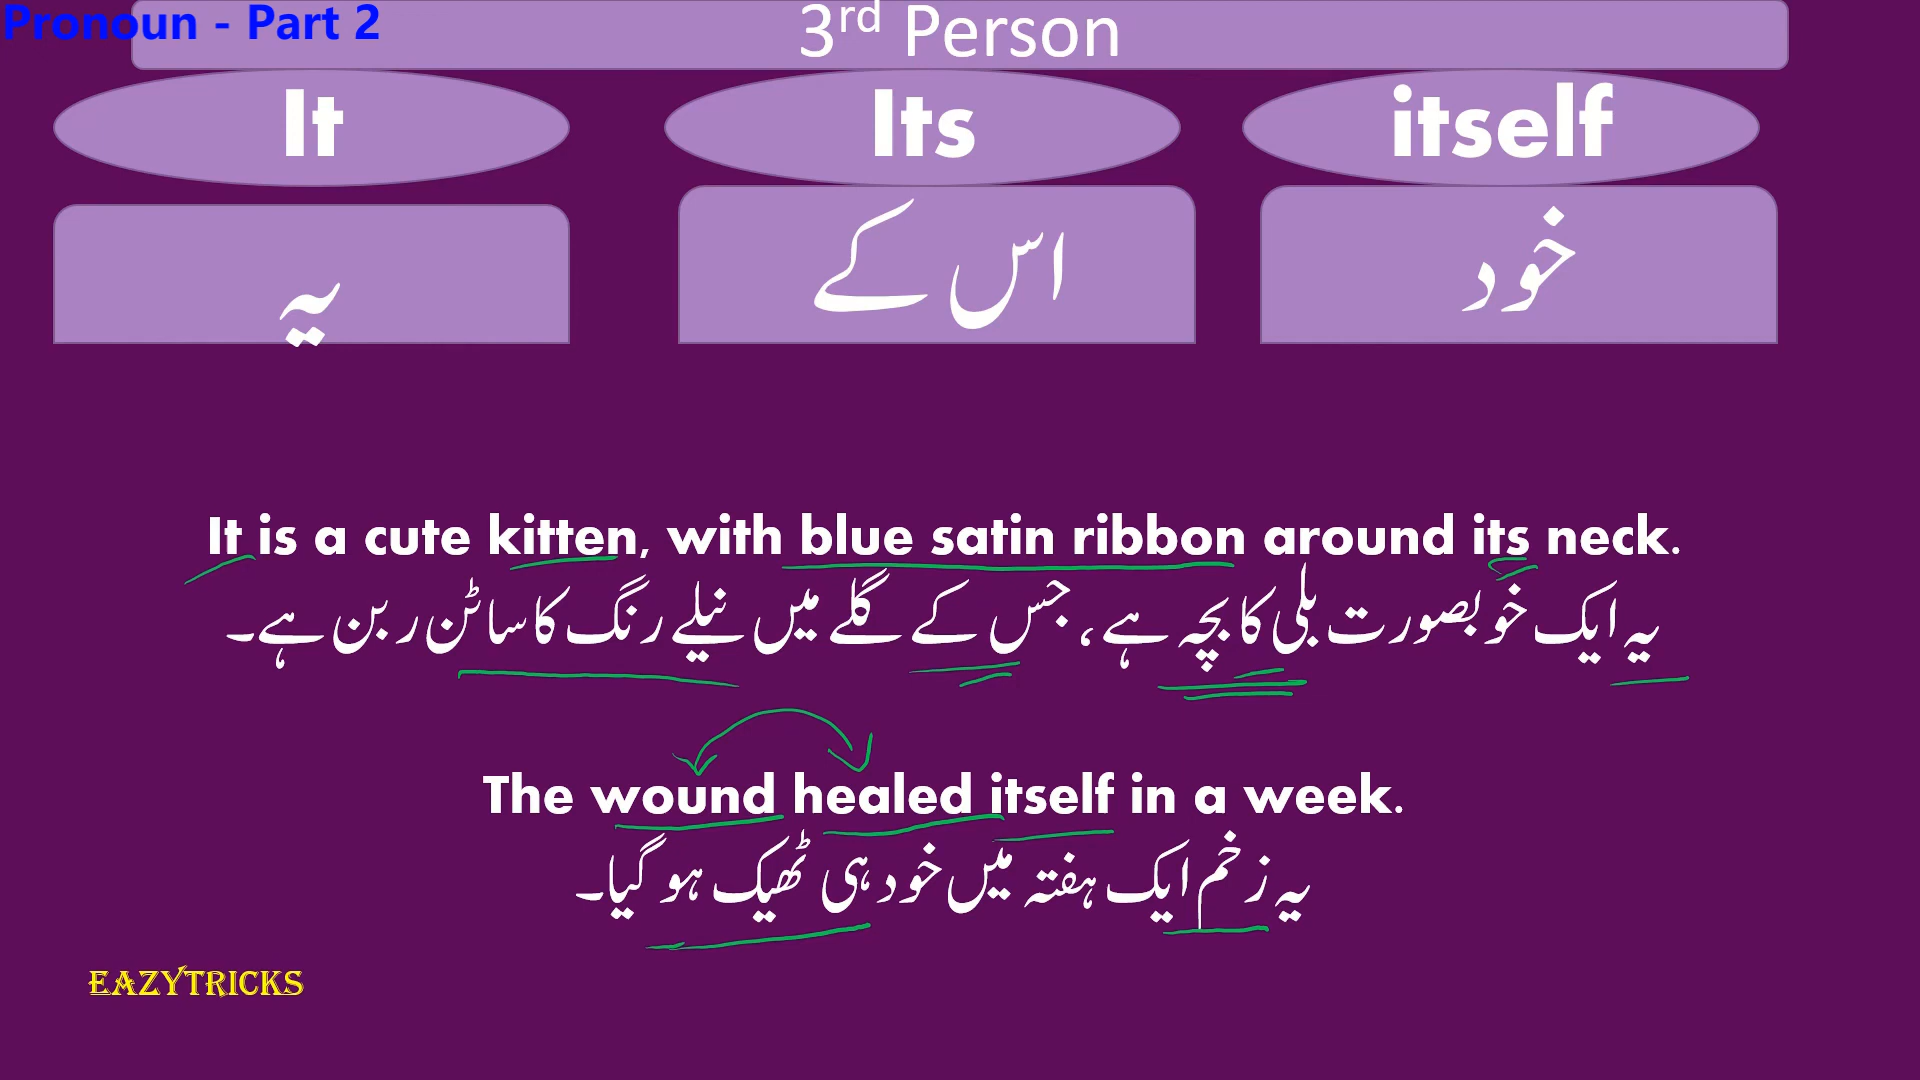 Pronoun - Part 2
3rd Person
It Its itself
یہ
اس کے
خود
It is a cute kitten, with blue satin ribbon around its neck.
یہ ایک خوبصورت بلی کا بچہ ہے، جس کے گلے میں نیلے رنگ کا ساٹن ربن ہے۔
The wound healed itself in a week.
یہ زخم ایک ہفتہ میں خود ہی ٹھیک ہو گیا۔
EAZYTRICKS